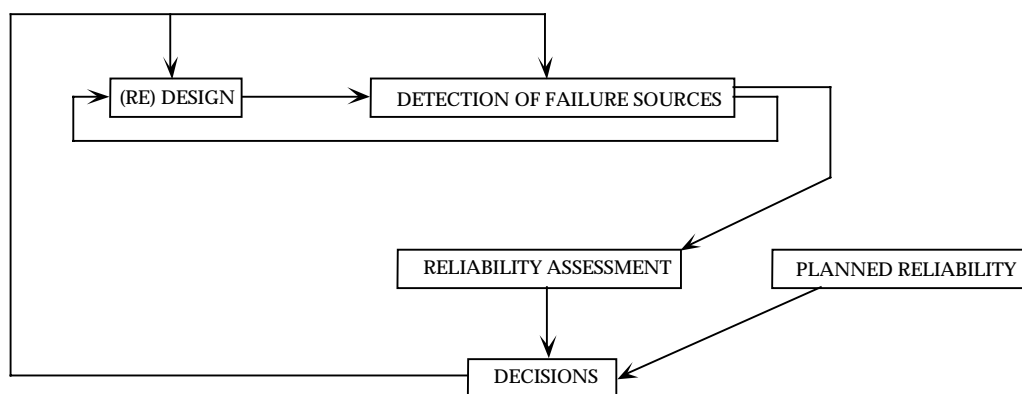 (RE) DESIGN
DETECTION OF FAILURE SOURCES
RELIABILITY ASSESSMENT
PLANNED RELIABILITY
DECISIONS